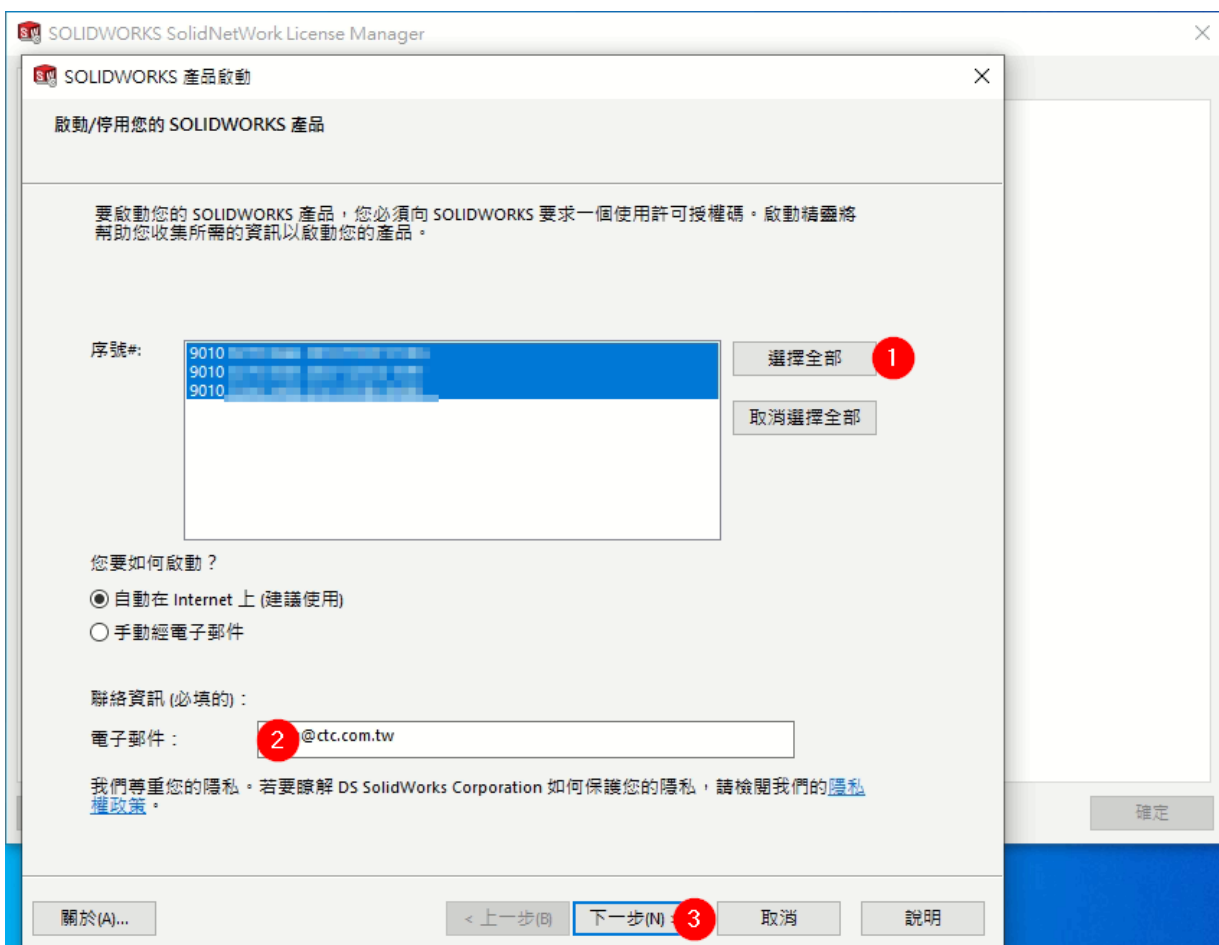 SOLIDWORKS SolidNetWork License Manager
SOLIDWORKS 產品啟動
啟動/停用您的 SOLIDWORKS 產品
要啟動您的 SOLIDWORKS 產品，您必須向 SOLIDWORKS 要求一個使用許可授權碼。啟動精靈將
幫助您收集所需的資訊以啟動您的產品。
序號#:
9010
9010
9010
選擇全部 1
取消選擇全部
您要如何啟動？
自動在 Internet 上 (建議使用)
手動經電子郵件
聯絡資訊 (必填的)：
電子郵件： 2 @ctc.com.tw
我們尊重您的隱私。若要瞭解 DS SolidWorks Corporation 如何保護您的隱私，請檢閱我們的隱私
權政策。
確定
關於(A)... < 上一步(B) 下一步(N) 3 取消 說明